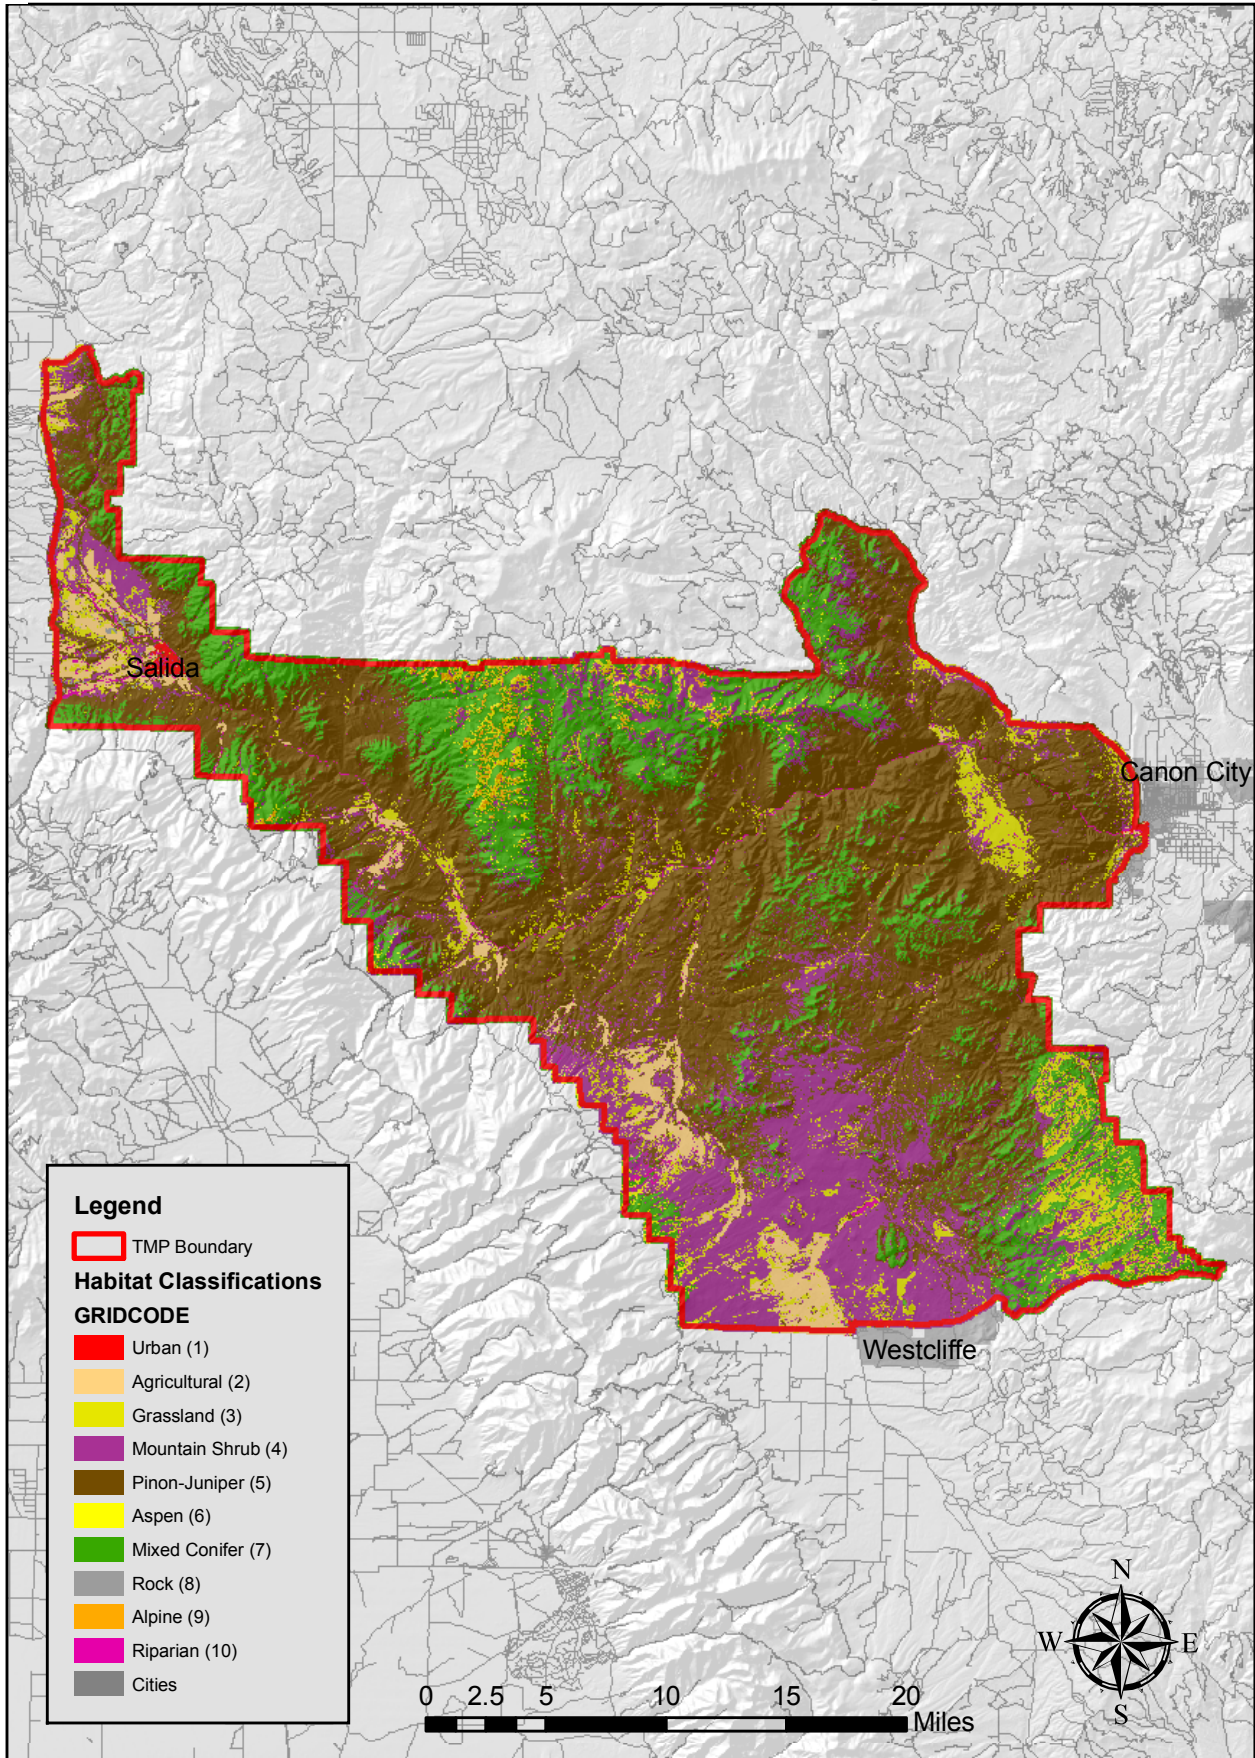 Salida
Canon City
Westcliffe
Legend
TMP Boundary
Habitat Classifications
GRIDCODE
Urban (1)
Agricultural (2)
Grassland (3)
Mountain Shrub (4)
Pinon-Juniper (5)
Aspen (6)
Mixed Conifer (7)
Rock (8)
Alpine (9)
Riparian (10)
Cities
N
W E
S
0 2.5 5 10 15 20
Miles